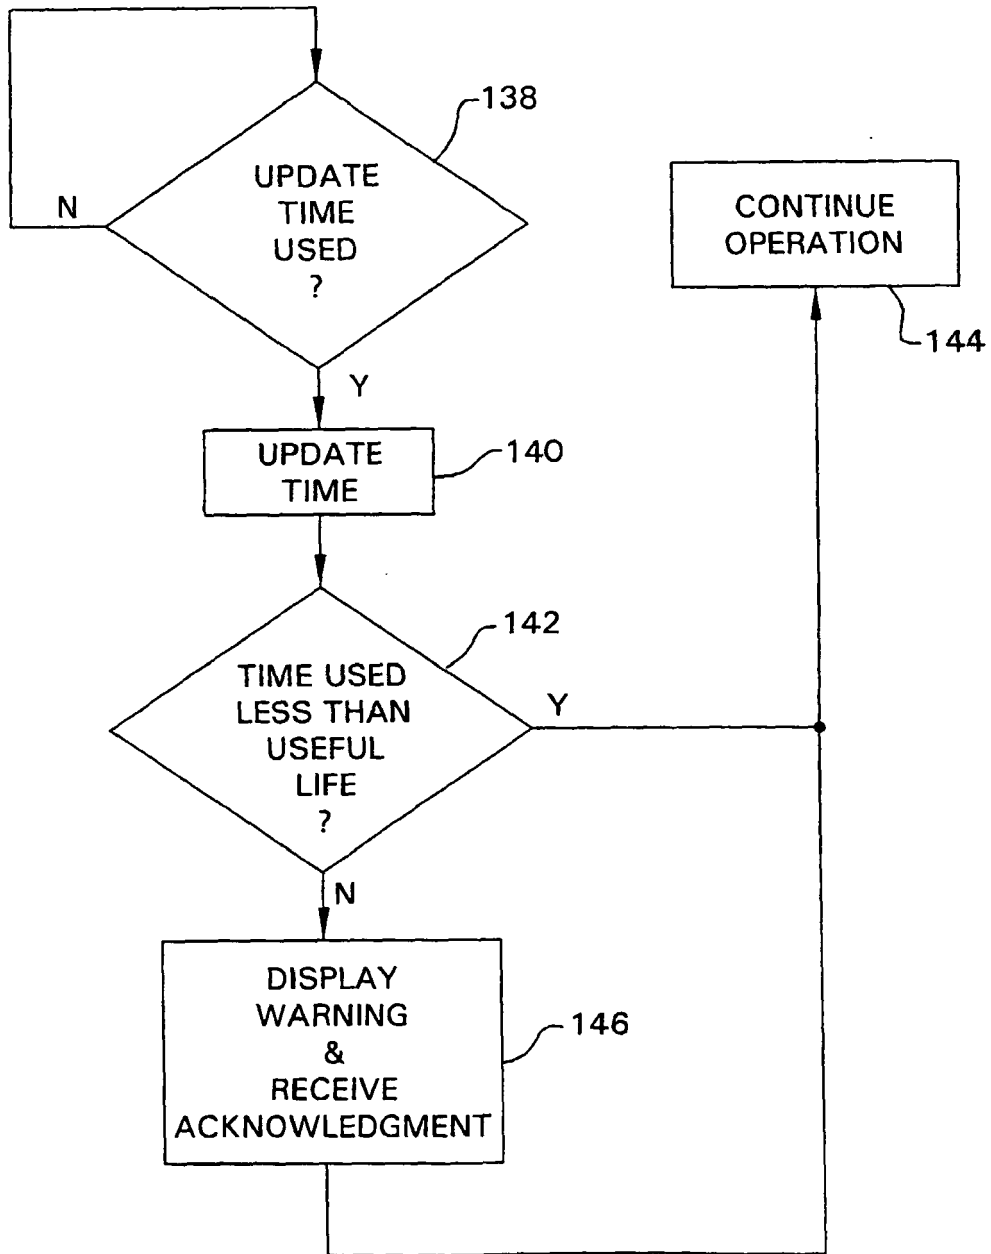 138
UPDATE
TIME
USED
?
N
Y
CONTINUE
OPERATION
144
UPDATE
TIME
140
142
TIME USED
LESS THAN
USEFUL
LIFE
?
Y
N
DISPLAY
WARNING
&
RECEIVE
ACKNOWLEDGMENT
146